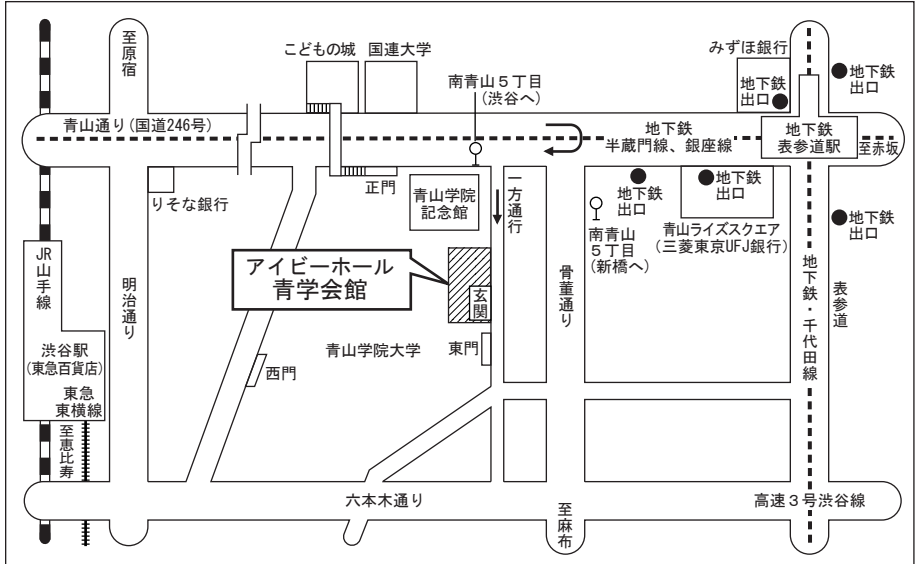 至原宿
こどもの城
国連大学
みずほ銀行
地下鉄
出口
地下鉄
出口
南青山5丁目
(渋谷へ)
青山通り(国道246号)
地下鉄
半蔵門線、銀座線
地下鉄
表参道駅
至赤坂
りそな銀行
正門
青山学院
記念館
一方通行
地下鉄
出口
地下鉄
出口
地下鉄
出口
南青山
5丁目
(新橋へ)
青山ライズスクエア
(三菱東京UFJ銀行)
アイビーホール
青学会館
玄関
JR山手線
明治通り
骨董通り
地下鉄・千代田線
表参道
渋谷駅
(東急百貨店)
東急
東横線
青山学院大学
東門
西門
至恵比寿
六本木通り
至麻布
高速3号渋谷線